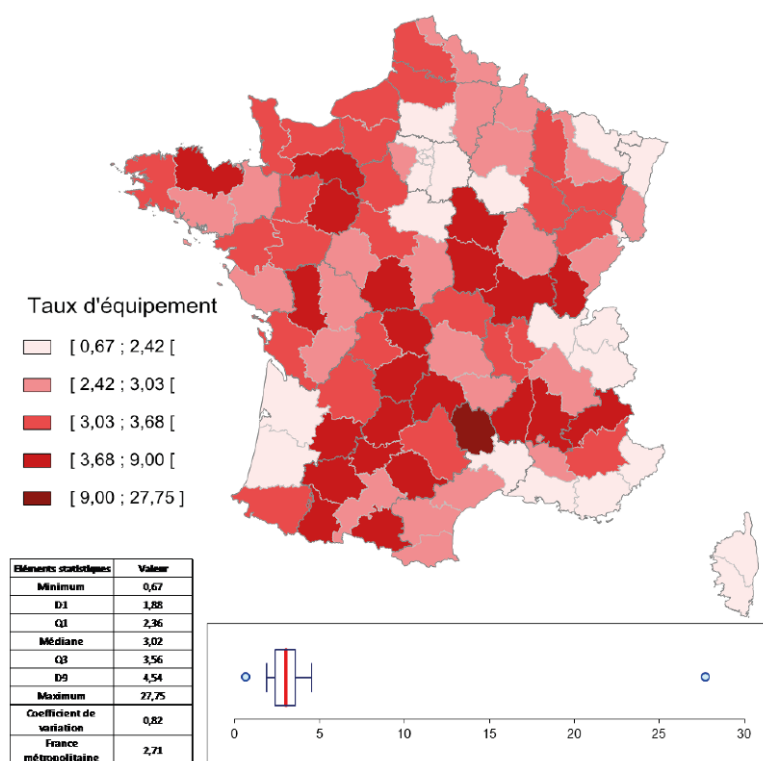 Taux d'équipement
[ 0,67 ; 2,42 [
[ 2,42 ; 3,03 [
[ 3,03 ; 3,68 [
[ 3,68 ; 9,00 [
[ 9,00 ; 27,75 ]
Eléments statistiques Valeur
Minimum 0,67
D1 1,88
Q1 2,36
Médiane 3,02
Q3 3,56
D9 4,54
Maximum 27,75
Coefficient de
variation 0,82
France
métropolitaine 2,71
0 5 10 15 20 25 30